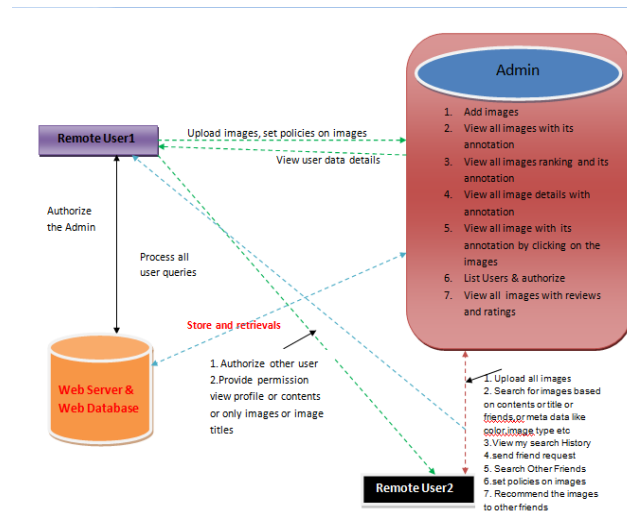 Admin
1. Add images
2. View all images with its
annotation
3. View all images ranking and its
annotation
4. View all image details with
annotation
5. View all image with its
annotation by clicking on the
images
6. List Users & authorize
7. View all images with reviews
and ratings
Remote User1
Upload images, set policies on images
View user data details
Authorize
the Admin
Process all
user queries
Store and retrievals
Web Server &
Web Database
1. Authorize other user
2.Provide permission
view profile or contents
or only images or image
titles
1. Upload all images
2. Search for images based
on contents or title or
friends,or meta data like
color,image type etc
3.View my search History
4.send friend request
5. Search Other Friends
6.set policies on images
7. Recommend the images
to other friends
Remote User2